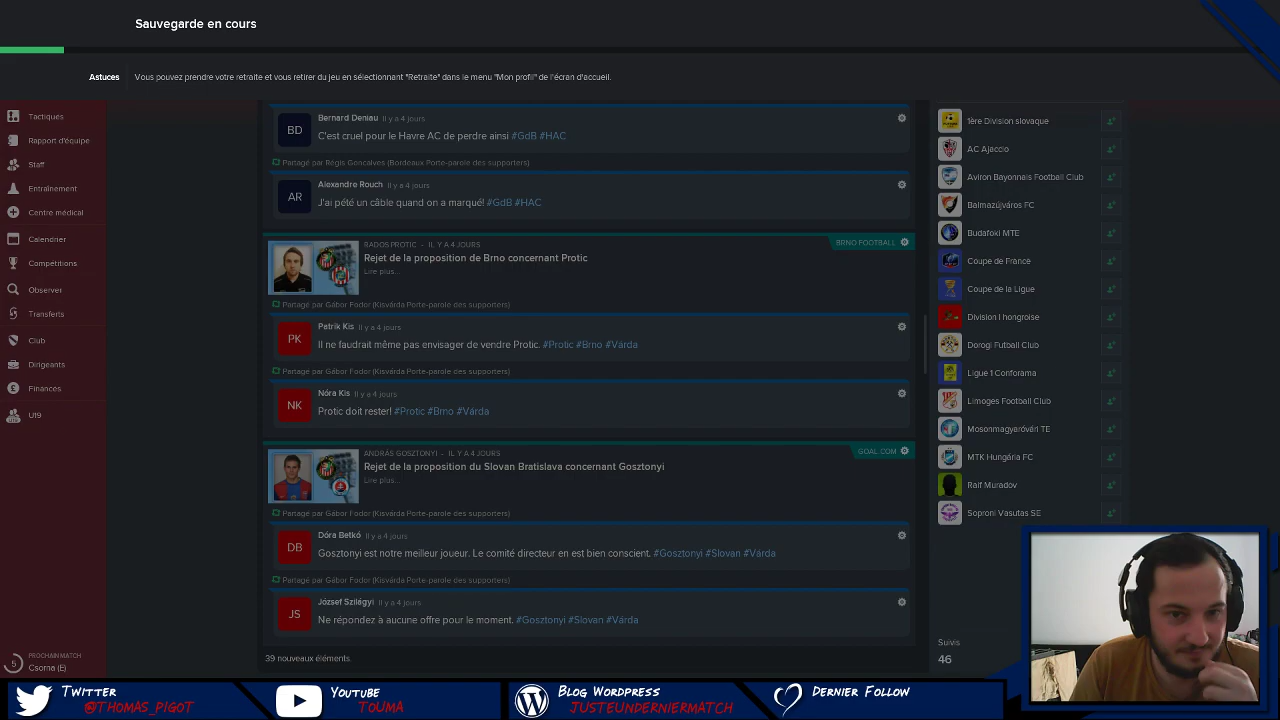 Sauvegarde en cours
Astuces Vous pouvez prendre votre retraite et vous retirer du jeu en sélectionnant "Retraite" dans le menu "Mon profil" de l'écran d'accueil.
Tactiques
Rapport d'équipe
Staff
Entraînement
Centre médical
Calendrier
Compétitions
Observer
Transferts
Club
Dirigeants
Finances
U19
5
PROCHAIN MATCH
Csorna (E)
BD
Bernard Deniau Il y a 4 jours
C'est cruel pour le Havre AC de perdre ainsi #GdB #HAC
Partagé par Régis Goncalves (Bordeaux Porte-parole des supporters)
AR
Alexandre Rouch Il y a 4 jours
J'ai pété un câble quand on a marqué! #GdB #HAC
BADOS PROTIC - IL Y A 4 JOURS
BRNO FOOTBALL
Rejet de la proposition de Brno concernant Protic
Lire plus...
Partagé par Gábor Fodor (Kisvárda Porte-parole des supporters)
PK
Patrik Kis Il y a 4 jours
Il ne faudrait même pas envisager de vendre Protic. #Protic #Brno #Várda
Partagé par Gábor Fodor (Kisvárda Porte-parole des supporters)
NK
Nóra Kis Il y a 4 jours
Protic doit rester! #Protic #Brno #Várda
ANDRÁS GOSZTONYI - IL Y A 4 JOURS
GOAL.COM
Rejet de la proposition du Slovan Bratislava concernant Gosztonyi
Lire plus...
Partagé par Gábor Fodor (Kisvárda Porte-parole des supporters)
DB
Dóra Betkó Il y a 4 jours
Gosztonyi est notre meilleur joueur. Le comité directeur en est bien conscient. #Gosztonyi #Slovan #Várda
Partagé par Gábor Fodor (Kisvárda Porte-parole des supporters)
JS
József Szilágyi Il y a 4 jours
Ne répondez à aucune offre pour le moment. #Gosztonyi #Slovan #Várda
39 nouveaux éléments.
1ère Division slovaque
AC Ajaccio
Aviron Bayonnais Football Club
Balmazújváros FC
Budafoki MTE
Coupe de France
Coupe de la Ligue
Division I hongroise
Dorogi Futball Club
Ligue 1 Conforama
Limoges Football Club
Mosonmagyaróvári TE
MTK Hungária FC
Ralf Muradov
Soproni Vasutas SE
Suivis
46
Twitter
@Thomas_Pigot
Youtube
Touma
Blog Wordpress
JusteUnDernierMatch
Dernier Follow